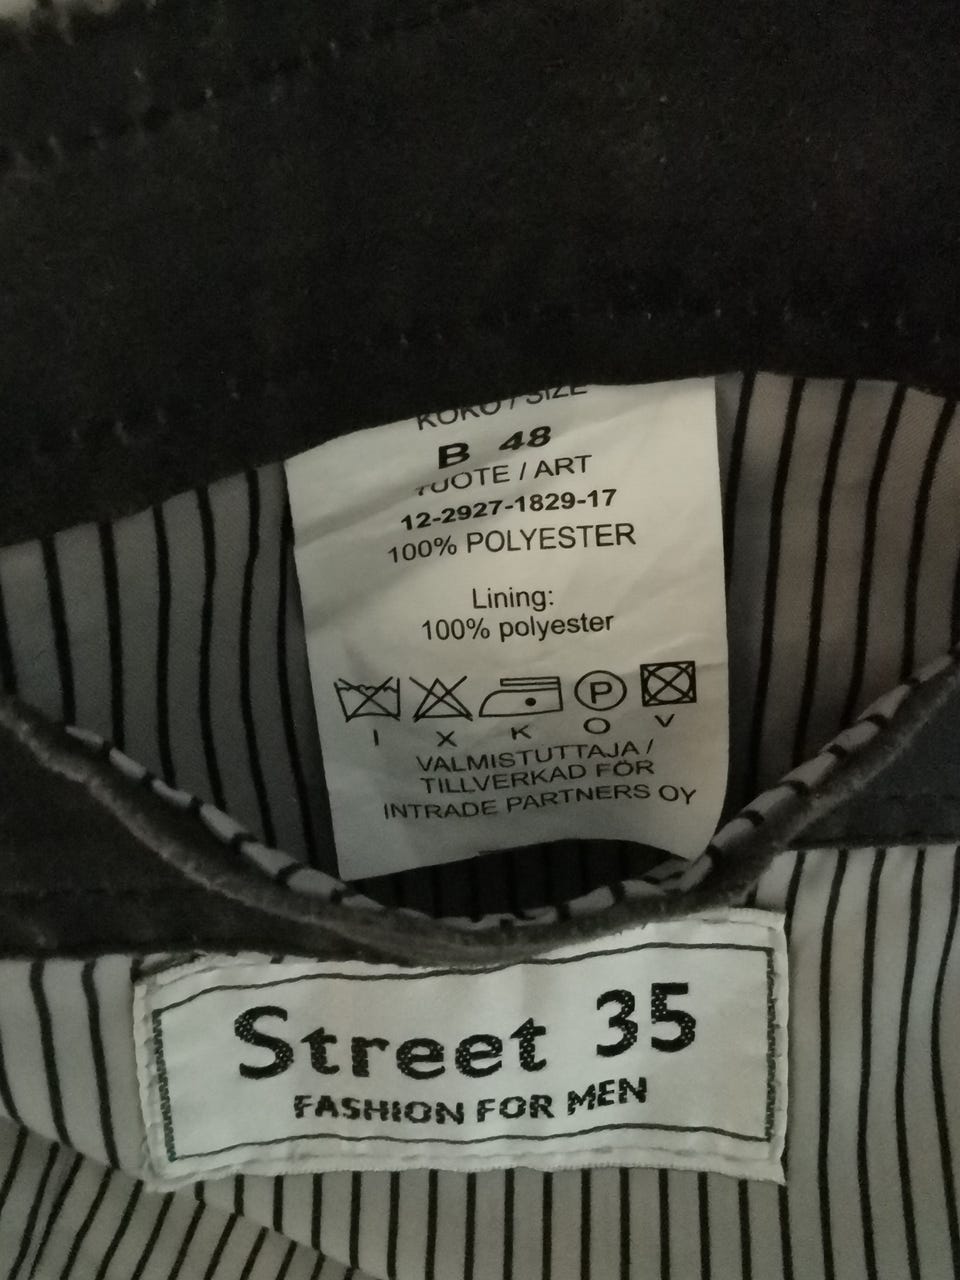 KOKO / SIZE
B 48
TUOTE / ART
12-2927-1829-17
100% POLYESTER
Lining:
100% polyester
P
I X K O V
VALMISTUTTAJA /
TILLVERKAD FÖR
INTRADE PARTNERS OY
Street 35
FASHION FOR MEN